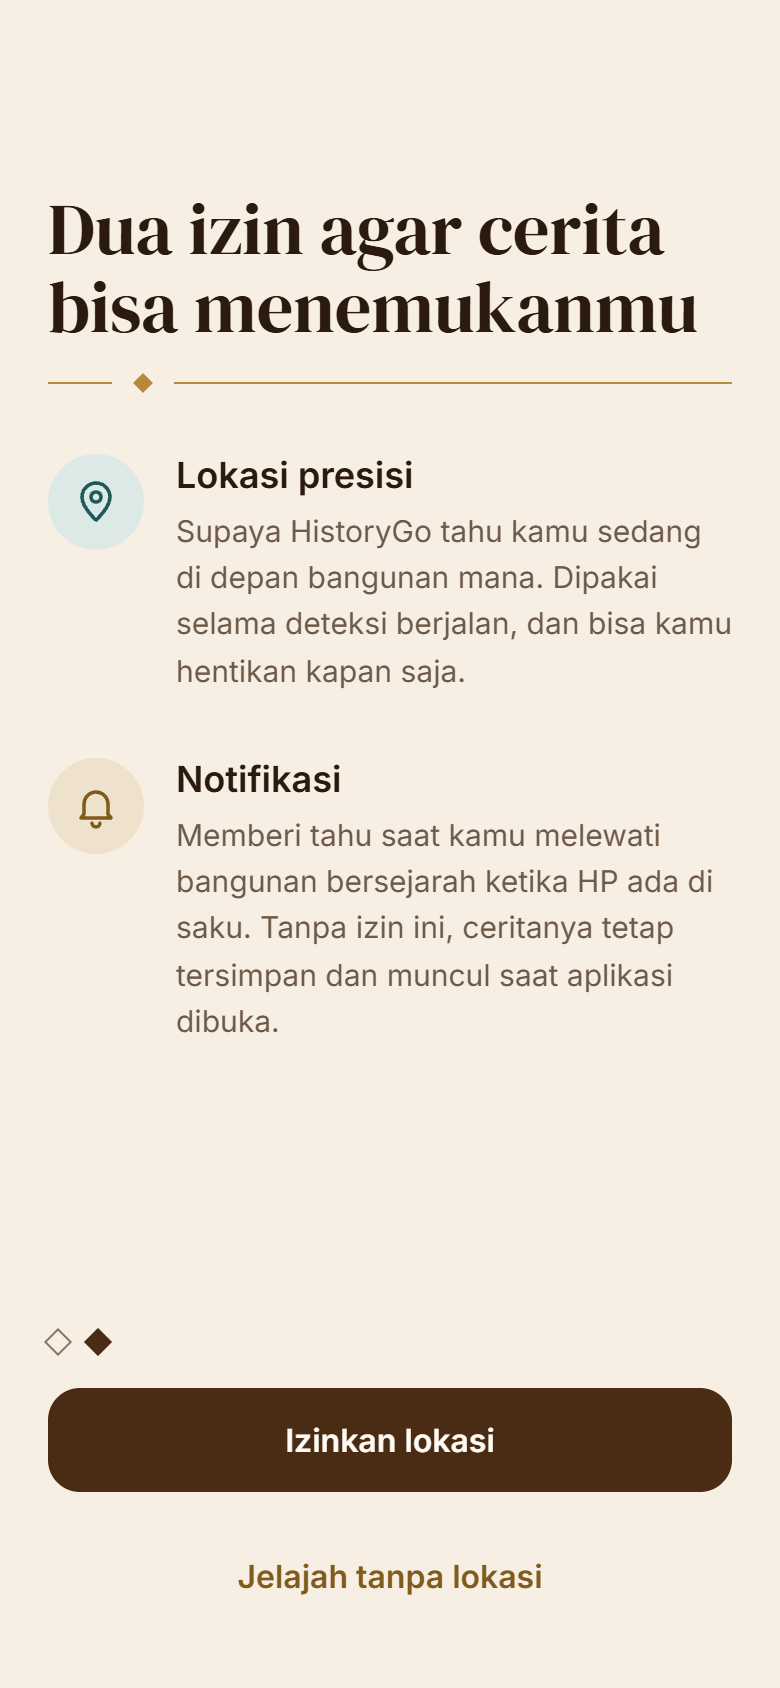 Dua izin agar cerita
bisa menemukanmu
Lokasi presisi
Supaya HistoryGo tahu kamu sedang
di depan bangunan mana. Dipakai
selama deteksi berjalan, dan bisa kamu
hentikan kapan saja.
Notifikasi
Memberi tahu saat kamu melewati
bangunan bersejarah ketika HP ada di
saku. Tanpa izin ini, ceritanya tetap
tersimpan dan muncul saat aplikasi
dibuka.
Izinkan lokasi
Jelajah tanpa lokasi